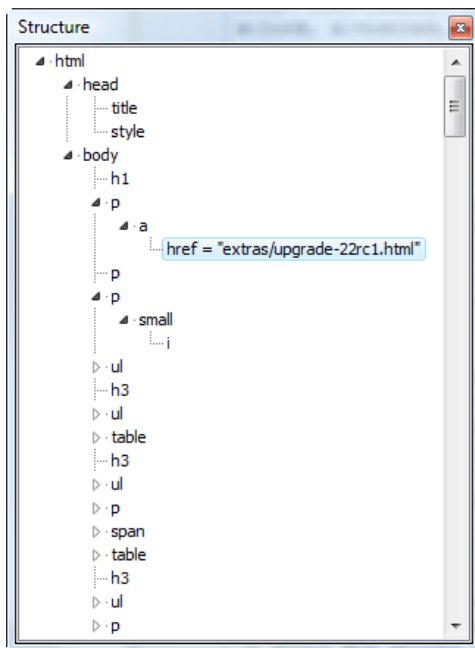 Structure
html
head
title
style
body
h1
p
a
href = "extras/upgrade-22rc1.html"
p
p
small
i
ul
h3
ul
table
h3
ul
p
span
table
h3
ul
p